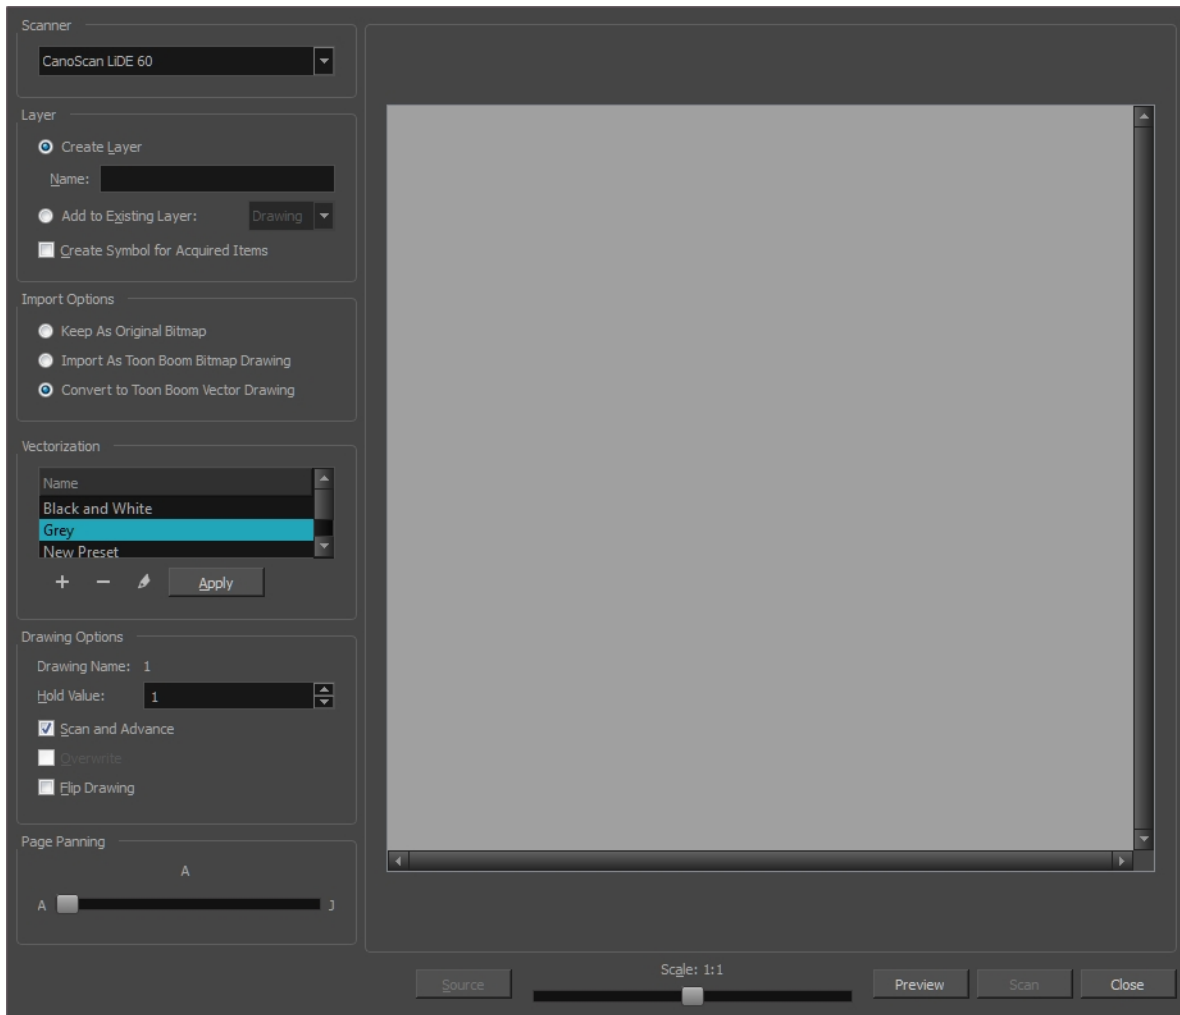 Scanner
CanoScan LiDE 60
Layer
Create Layer
Name:
Add to Existing Layer: Drawing
Create Symbol for Acquired Items
Import Options
Keep As Original Bitmap
Import As Toon Boom Bitmap Drawing
Convert to Toon Boom Vector Drawing
Vectorization
Name
Black and White
Grey
New Preset
Apply
Drawing Options
Drawing Name: 1
Hold Value: 1
Scan and Advance
Overwrite
Flip Drawing
Page Panning
A
A J
Scale: 1:1
Source Preview Scan Close